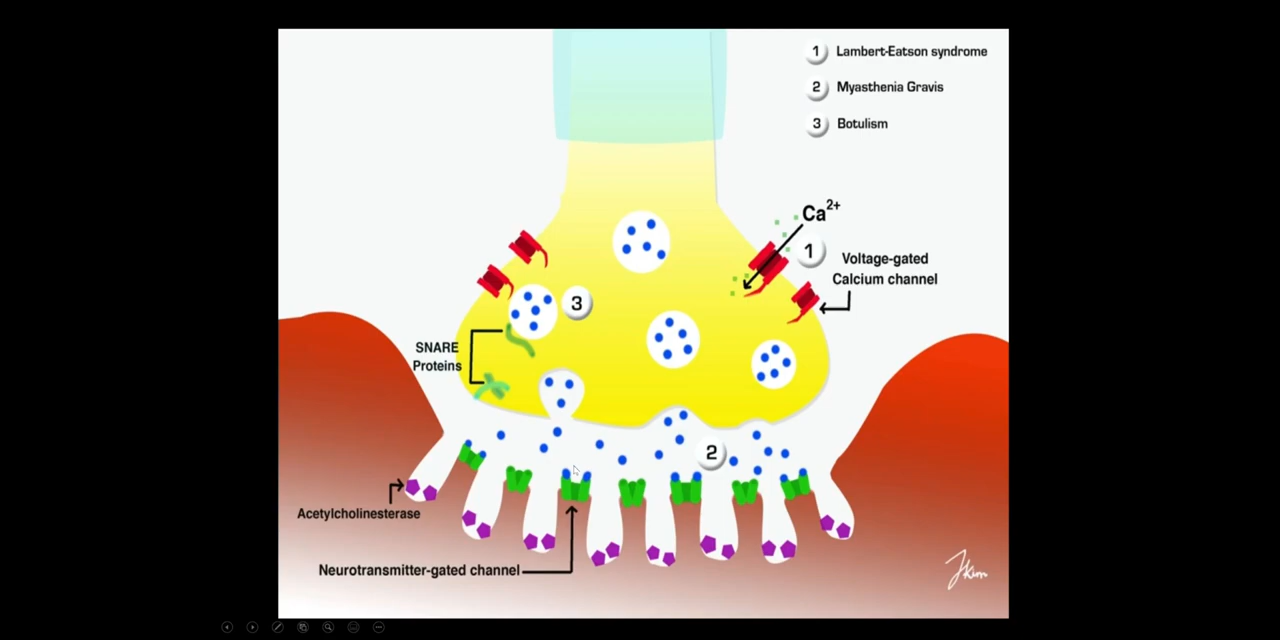 1 Lambert-Eatson syndrome
2 Myasthenia Gravis
3 Botulism
Ca2+
1
Voltage-gated
Calcium channel
3
SNARE
Proteins
2
Acetylcholinesterase
Neurotransmitter-gated channel
JKim